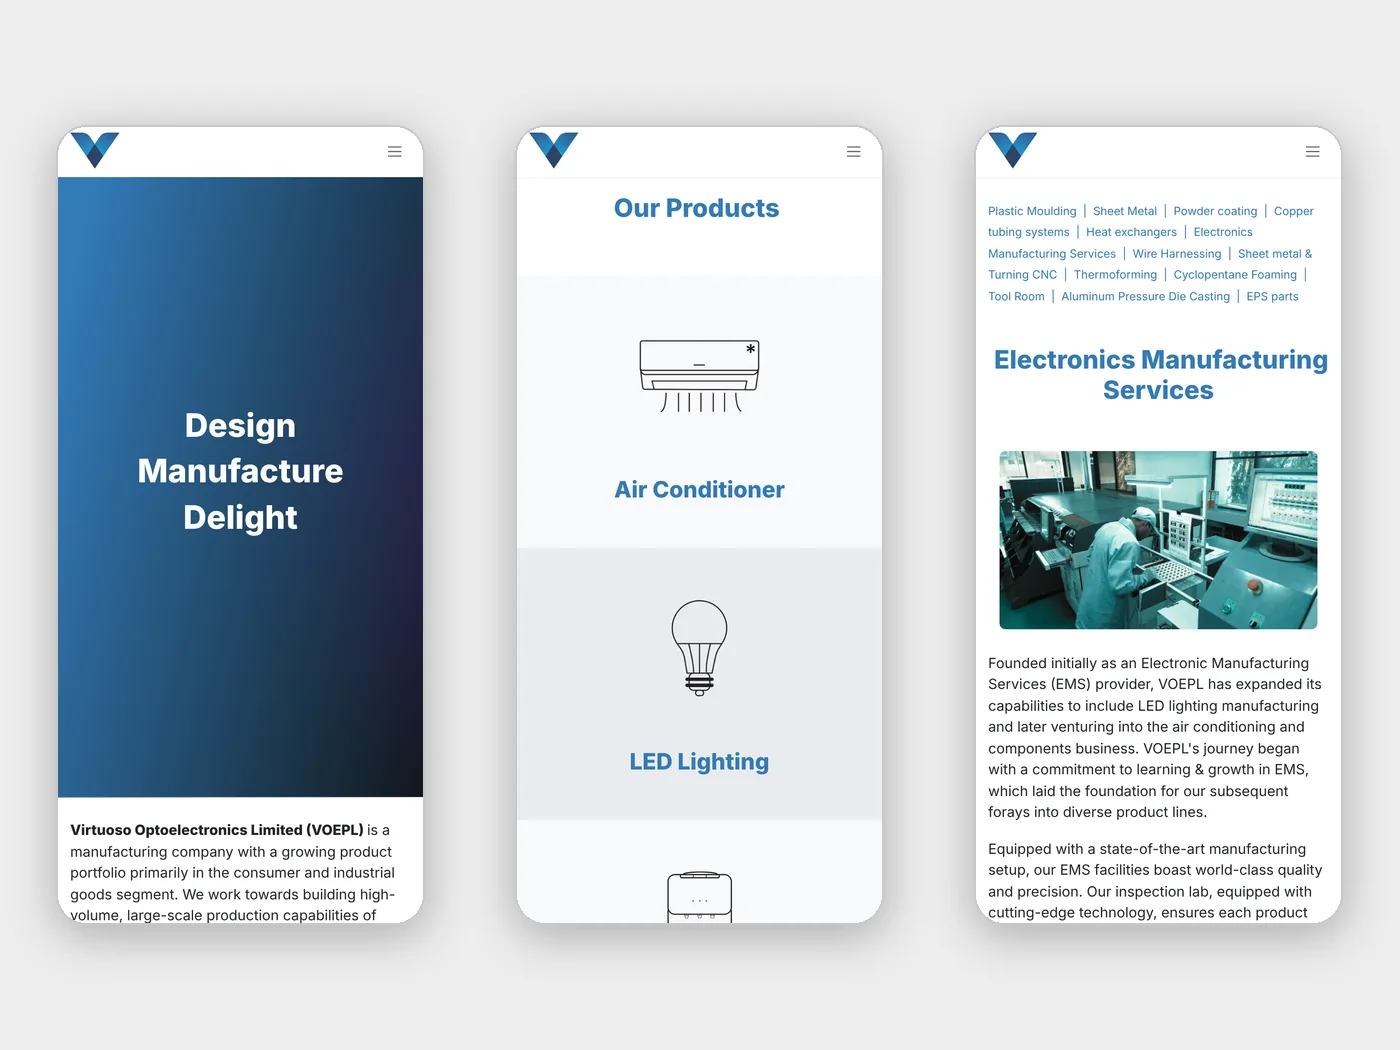 Design
Manufacture
Delight
Virtuoso Optoelectronics Limited (VOEPL) is a
manufacturing company with a growing product
portfolio primarily in the consumer and industrial
goods segment. We work towards building high-
volume, large-scale production capabilities of
Our Products
Air Conditioner
LED Lighting
Plastic Moulding | Sheet Metal | Powder coating | Copper
tubing systems | Heat exchangers | Electronics
Manufacturing Services | Wire Harnessing | Sheet metal &
Turning CNC | Thermoforming | Cyclopentane Foaming |
Tool Room | Aluminum Pressure Die Casting | EPS parts
Electronics Manufacturing
Services
Founded initially as an Electronic Manufacturing
Services (EMS) provider, VOEPL has expanded its
capabilities to include LED lighting manufacturing
and later venturing into the air conditioning and
components business. VOEPL's journey began
with a commitment to learning & growth in EMS,
which laid the foundation for our subsequent
forays into diverse product lines.
Equipped with a state-of-the-art manufacturing
setup, our EMS facilities boast world-class quality
and precision. Our inspection lab, equipped with
cutting-edge technology, ensures each product